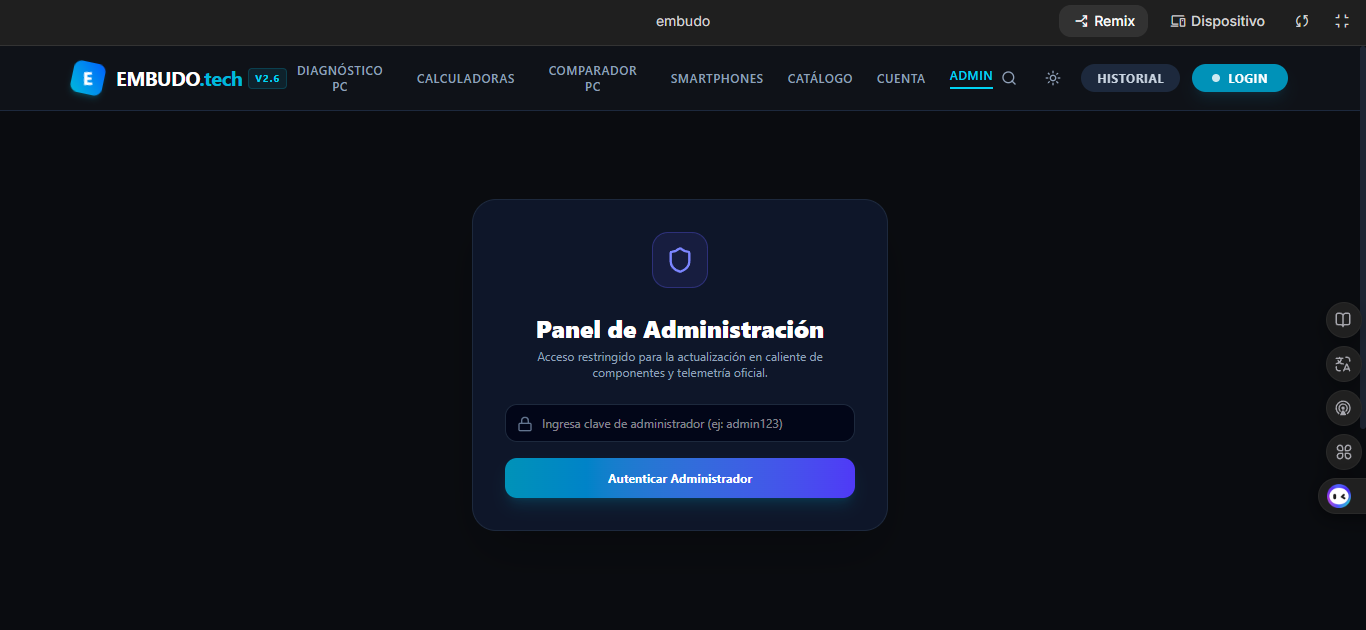 embudo
Remix
Dispositivo
E
EMBUDO.tech
V2.6
DIAGNÓSTICO
PC
CALCULADORAS
COMPARADOR
PC
SMARTPHONES
CATÁLOGO
CUENTA
ADMIN
HISTORIAL
LOGIN
Panel de Administración
Acceso restringido para la actualización en caliente de
componentes y telemetría oficial.
Ingresa clave de administrador (ej: admin123)
Autenticar Administrador